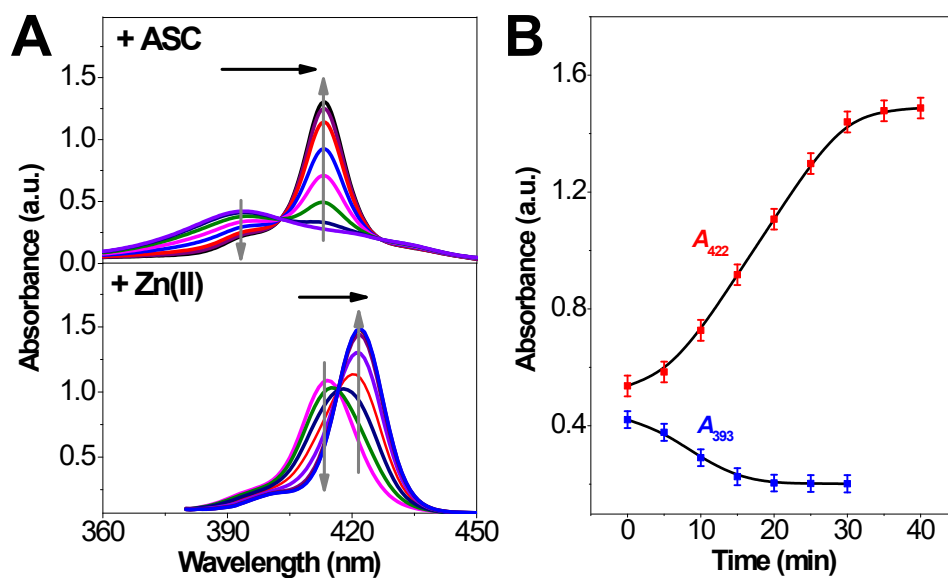 A
+ ASC
1.5
1.0
0.5
0.0
+ Zn(II)
1.5
1.0
0.5
360 390 420 450
Absorbance (a.u.)
Wavelength (nm)
B
1.6
1.2
0.8
0.4
A422
A393
0 10 20 30 40
Absorbance (a.u.)
Time (min)